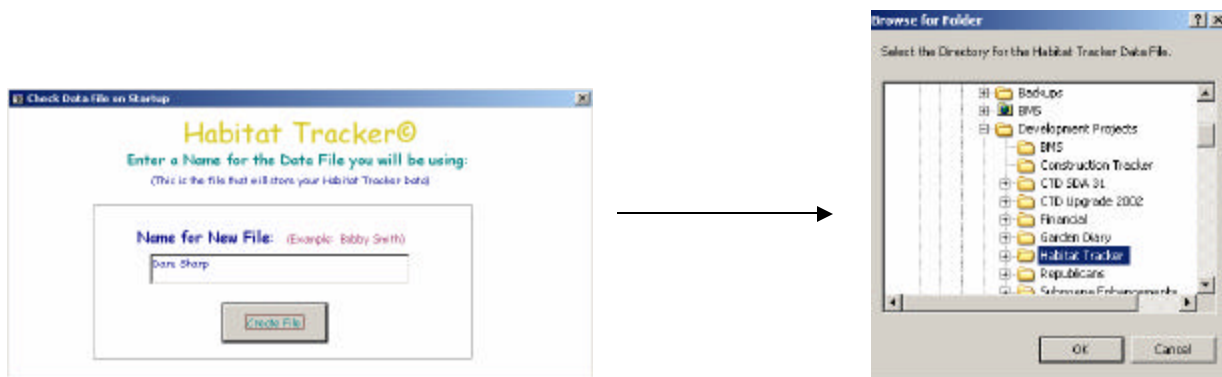 Check Data File on Startup
Habitat Tracker©
Enter a Name for the Data File you will be using:
(This is the file that will store your Habitat Tracker Data)
Name for New File: (Example: Bobby Smith)
Dara Sharp
Create File
Browse for Folder
Select the Directory for the Habitat Tracker Data File.
Backups
BMS
Development Projects
BMS
Construction Tracker
CTD SDA 31
CTD Upgrade 2002
Financial
Garden Diary
Habitat Tracker
Republicans
Enhancements
OK
Cancel